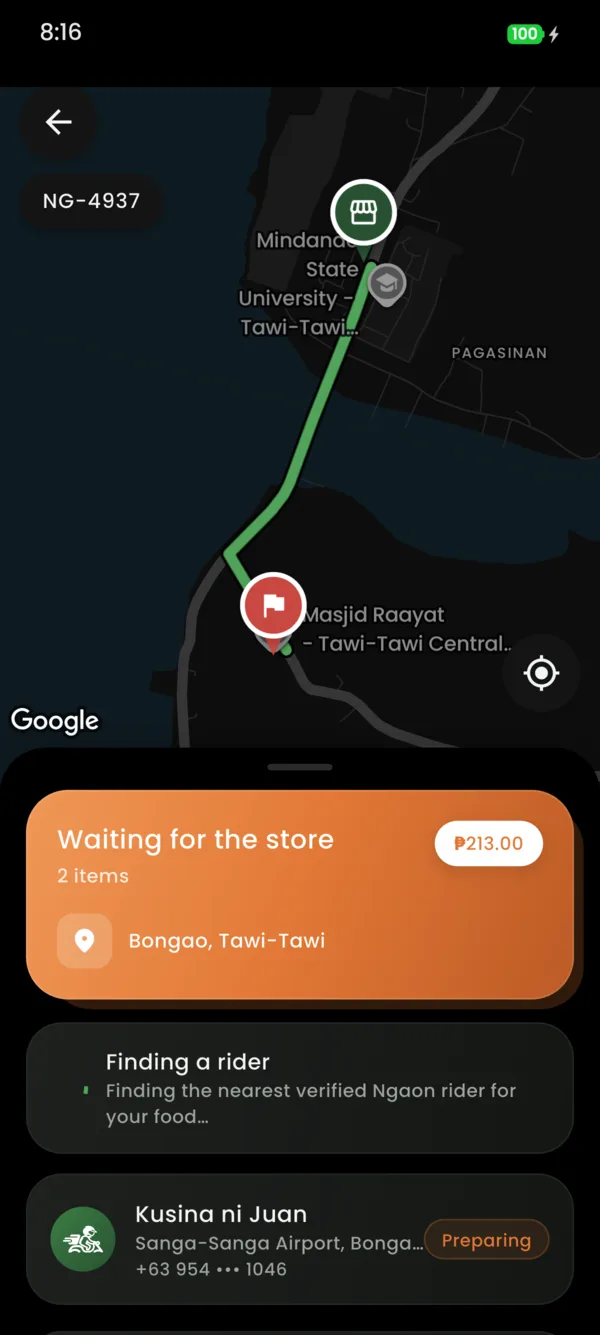 8:16
100
NG-4937
Mindanao
State
University -
Tawi-Tawi...
PAGASINAN
Masjid Raayat
- Tawi-Tawi Central..
Google
Waiting for the store
₱213.00
2 items
Bongao, Tawi-Tawi
Finding a rider
Finding the nearest verified Ngaon rider for
your food...
Kusina ni Juan
Sanga-Sanga Airport, Bonga...
Preparing
+63 954 ••• 1046